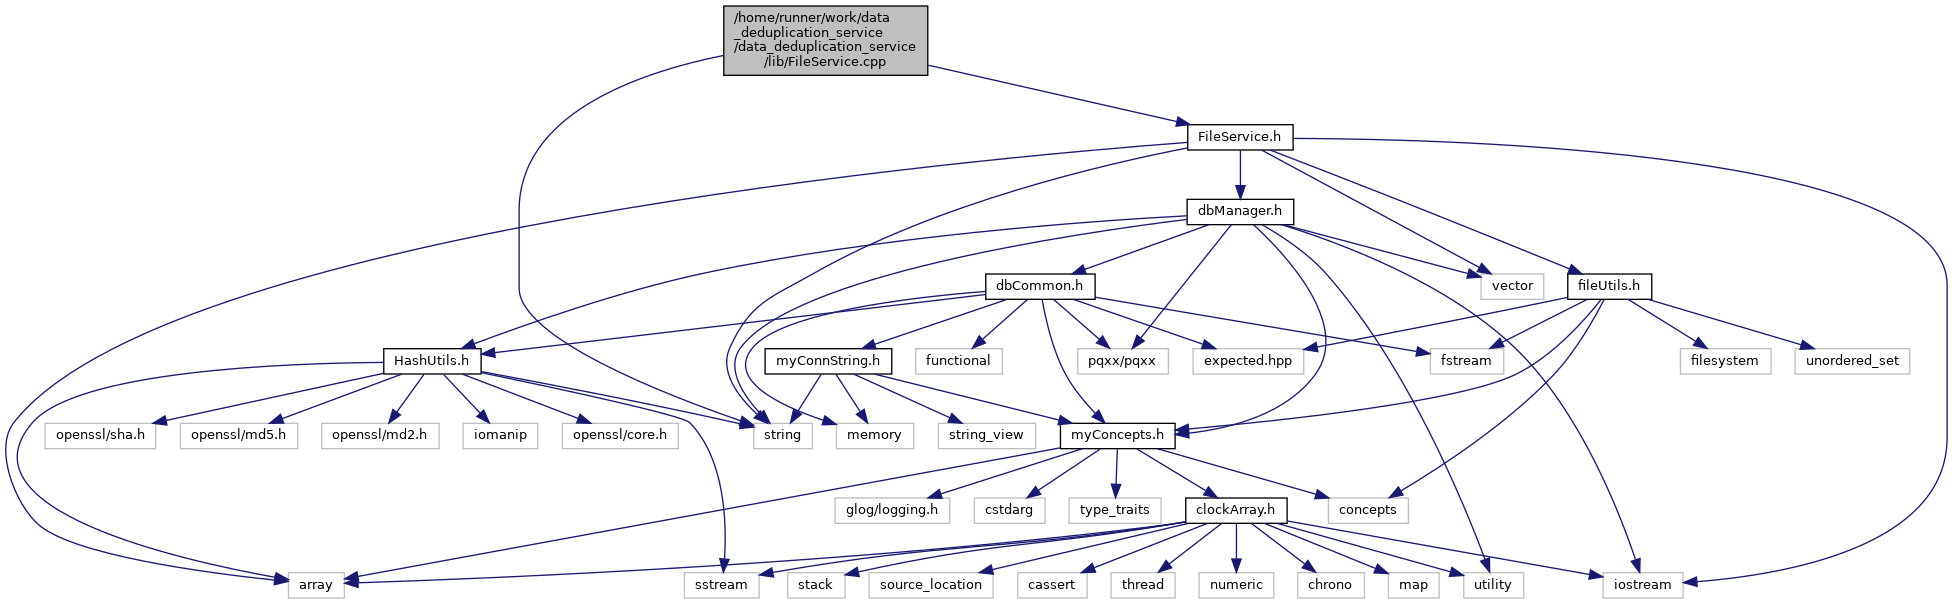 /home/runner/work/data
_deduplication_service
/data_deduplication_service
/lib/FileService.cpp
FileService.h
dbManager.h
dbCommon.h
vector
fileUtils.h
HashUtils.h
myConnString.h
functional
pqxx/pqxx
expected.hpp
fstream
filesystem
unordered_set
openssl/sha.h
openssl/md5.h
openssl/md2.h
iomanip
openssl/core.h
string
memory
string_view
myConcepts.h
glog/logging.h
cstdarg
type_traits
clockArray.h
concepts
array
sstream
stack
source_location
cassert
thread
numeric
chrono
map
utility
iostream